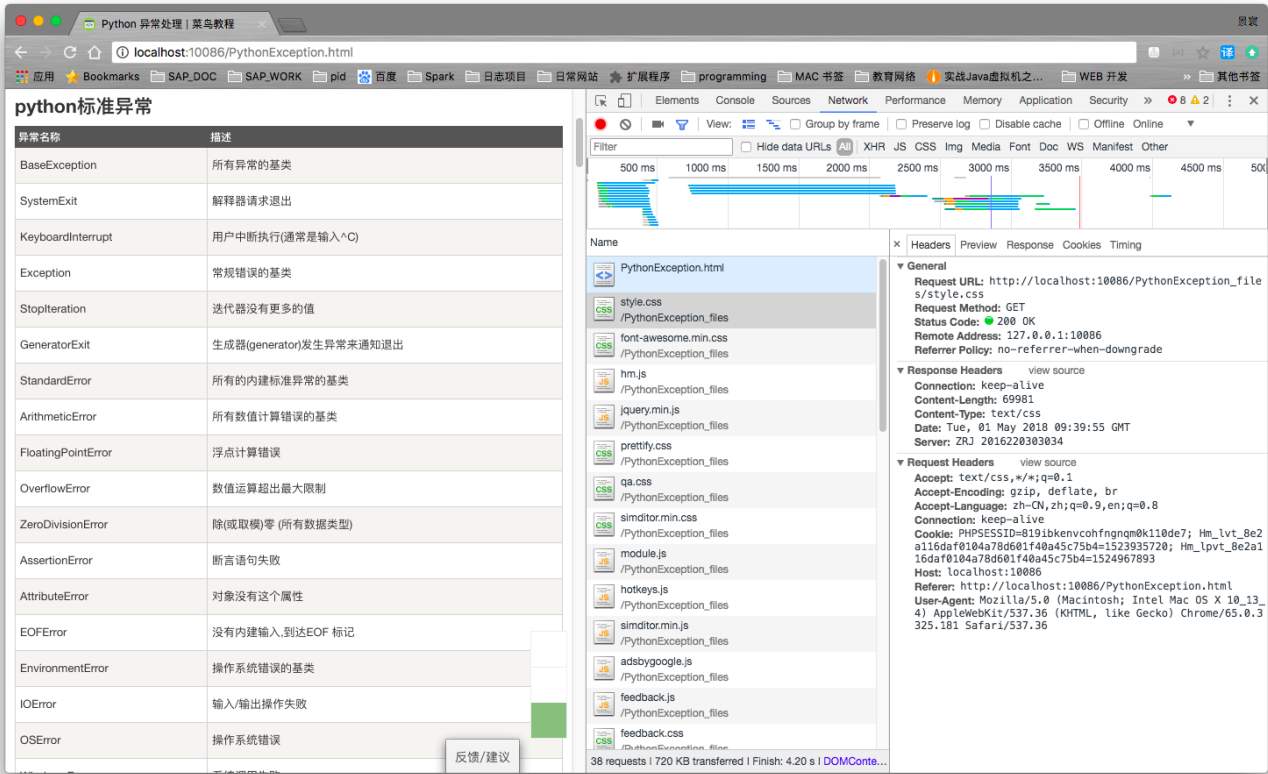 Python 异常处理 | 菜鸟教程
景寰
localhost:10086/PythonException.html
应用 Bookmarks SAP_DOC SAP_WORK pid 百度 Spark 日志项目 日常网站 扩展程序 programming MAC 书签 教育网络 实战Java虚拟机之... WEB 开发 » 其他书签
python标准异常
异常名称 描述
BaseException 所有异常的基类
SystemExit 解释器请求退出
KeyboardInterrupt 用户中断执行(通常是输入^C)
Exception 常规错误的基类
StopIteration 迭代器没有更多的值
GeneratorExit 生成器(generator)发生异常来通知退出
StandardError 所有的内建标准异常的基类
ArithmeticError 所有数值计算错误的基类
FloatingPointError 浮点计算错误
OverflowError 数值运算超出最大限制
ZeroDivisionError 除(或取模)零 (所有数据类型)
AssertionError 断言语句失败
AttributeError 对象没有这个属性
EOFError 没有内建输入,到达EOF 标记
EnvironmentError 操作系统错误的基类
IOError 输入/输出操作失败
OSError 操作系统错误
反馈/建议
Elements Console Sources Network Performance Memory Application Security » 8 2
View: Group by frame Preserve log Disable cache Offline Online
Filter Hide data URLs All XHR JS CSS Img Media Font Doc WS Manifest Other
500 ms 1000 ms 1500 ms 2000 ms 2500 ms 3000 ms 3500 ms 4000 ms 4500 ms 500
Name
PythonException.html
style.css
/PythonException_files
font-awesome.min.css
/PythonException_files
hm.js
/PythonException_files
jquery.min.js
/PythonException_files
prettify.css
/PythonException_files
qa.css
/PythonException_files
simditor.min.css
/PythonException_files
module.js
/PythonException_files
hotkeys.js
/PythonException_files
simditor.min.js
/PythonException_files
adsbygoogle.js
/PythonException_files
feedback.js
/PythonException_files
feedback.css
/PythonException_files
38 requests | 720 KB transferred | Finish: 4.20 s | DOMConte...
Headers Preview Response Cookies Timing
General
Request URL: http://localhost:10086/PythonException_file
s/style.css
Request Method: GET
Status Code: 200 OK
Remote Address: 127.0.0.1:10086
Referrer Policy: no-referrer-when-downgrade
Response Headers view source
Connection: keep-alive
Content-Length: 69981
Content-Type: text/css
Date: Tue, 01 May 2018 09:39:55 GMT
Server: ZRJ 2016220303034
Request Headers view source
Accept: text/css,*/*;q=0.1
Accept-Encoding: gzip, deflate, br
Accept-Language: zh-CN,zh;q=0.9,en;q=0.8
Connection: keep-alive
Cookie: PHPSESSID=819ibkenvcohfngnqm0k110de7; Hm_lvt_8e2
a116daf0104a78d601f40a45c75b4=1523935720; Hm_lpvt_8e2a1
16daf0104a78d601f40a45c75b4=1524967893
Host: localhost:10086
Referer: http://localhost:10086/PythonException.html
User-Agent: Mozilla/5.0 (Macintosh; Intel Mac OS X 10_13_
4) AppleWebKit/537.36 (KHTML, like Gecko) Chrome/65.0.3
325.181 Safari/537.36